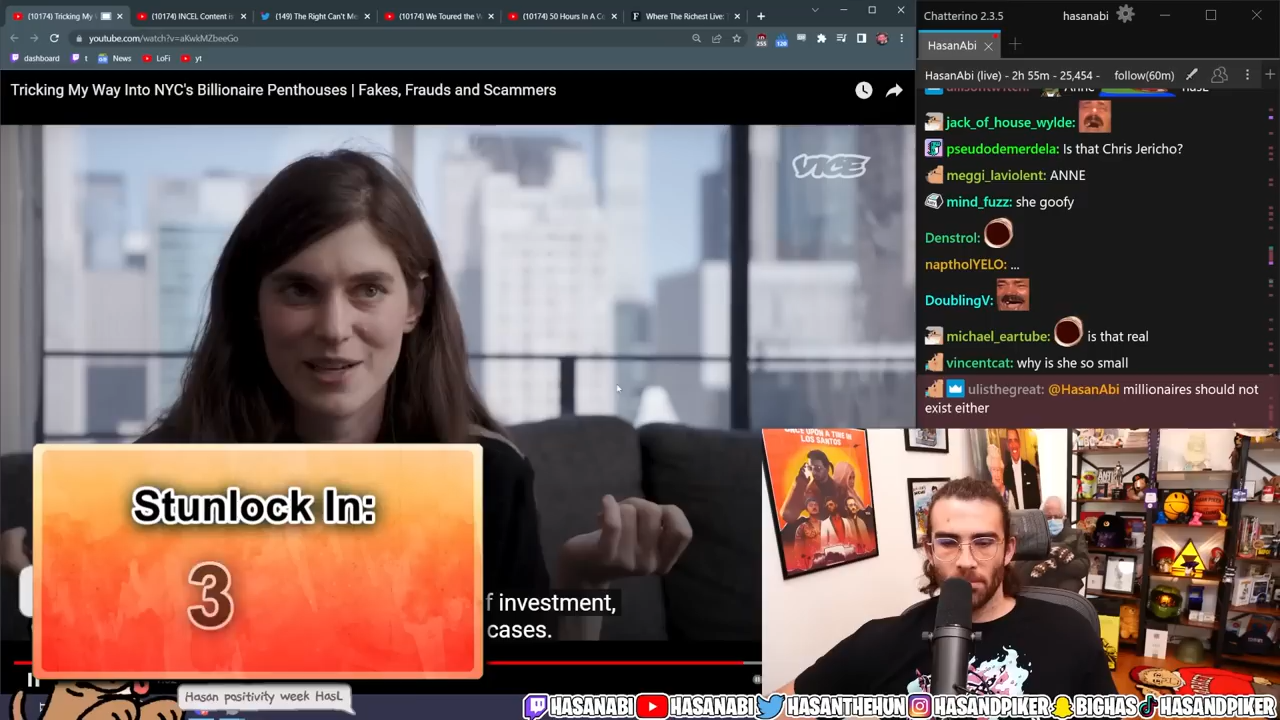 (10174) Tricking My
(10174) INCEL Content is
(149) The Right Can't Me
(10174) We Toured the W
(10174) 50 Hours In A C
Where The Richest Live:
youtube.com/watch?v=aKwkMZbeeGo
dashboard
t
News
LoFi
yt
255
120
Tricking My Way Into NYC's Billionaire Penthouses | Fakes, Frauds and Scammers
VICE
Stunlock In:
3
f investment,
cases.
Hasan positivity week HasL
Chatterino 2.3.5
hasanabi
HasanAbi
HasanAbi (live) - 2h 55m - 25,454 -
follow(60m)
jack_of_house_wylde:
pseudodemerdela: Is that Chris Jericho?
meggi_laviolent: ANNE
mind_fuzz: she goofy
Denstrol:
naptholYELO: ...
DoublingV:
michael_eartube: is that real
vincentcat: why is she so small
ulisthegreat: @HasanAbi millionaires should not
exist either
LOS SANTOS
HASANABI
HASANABI
HASANTHEHUN
HASANDPIKER
BIGHAS
HASANDPIKER